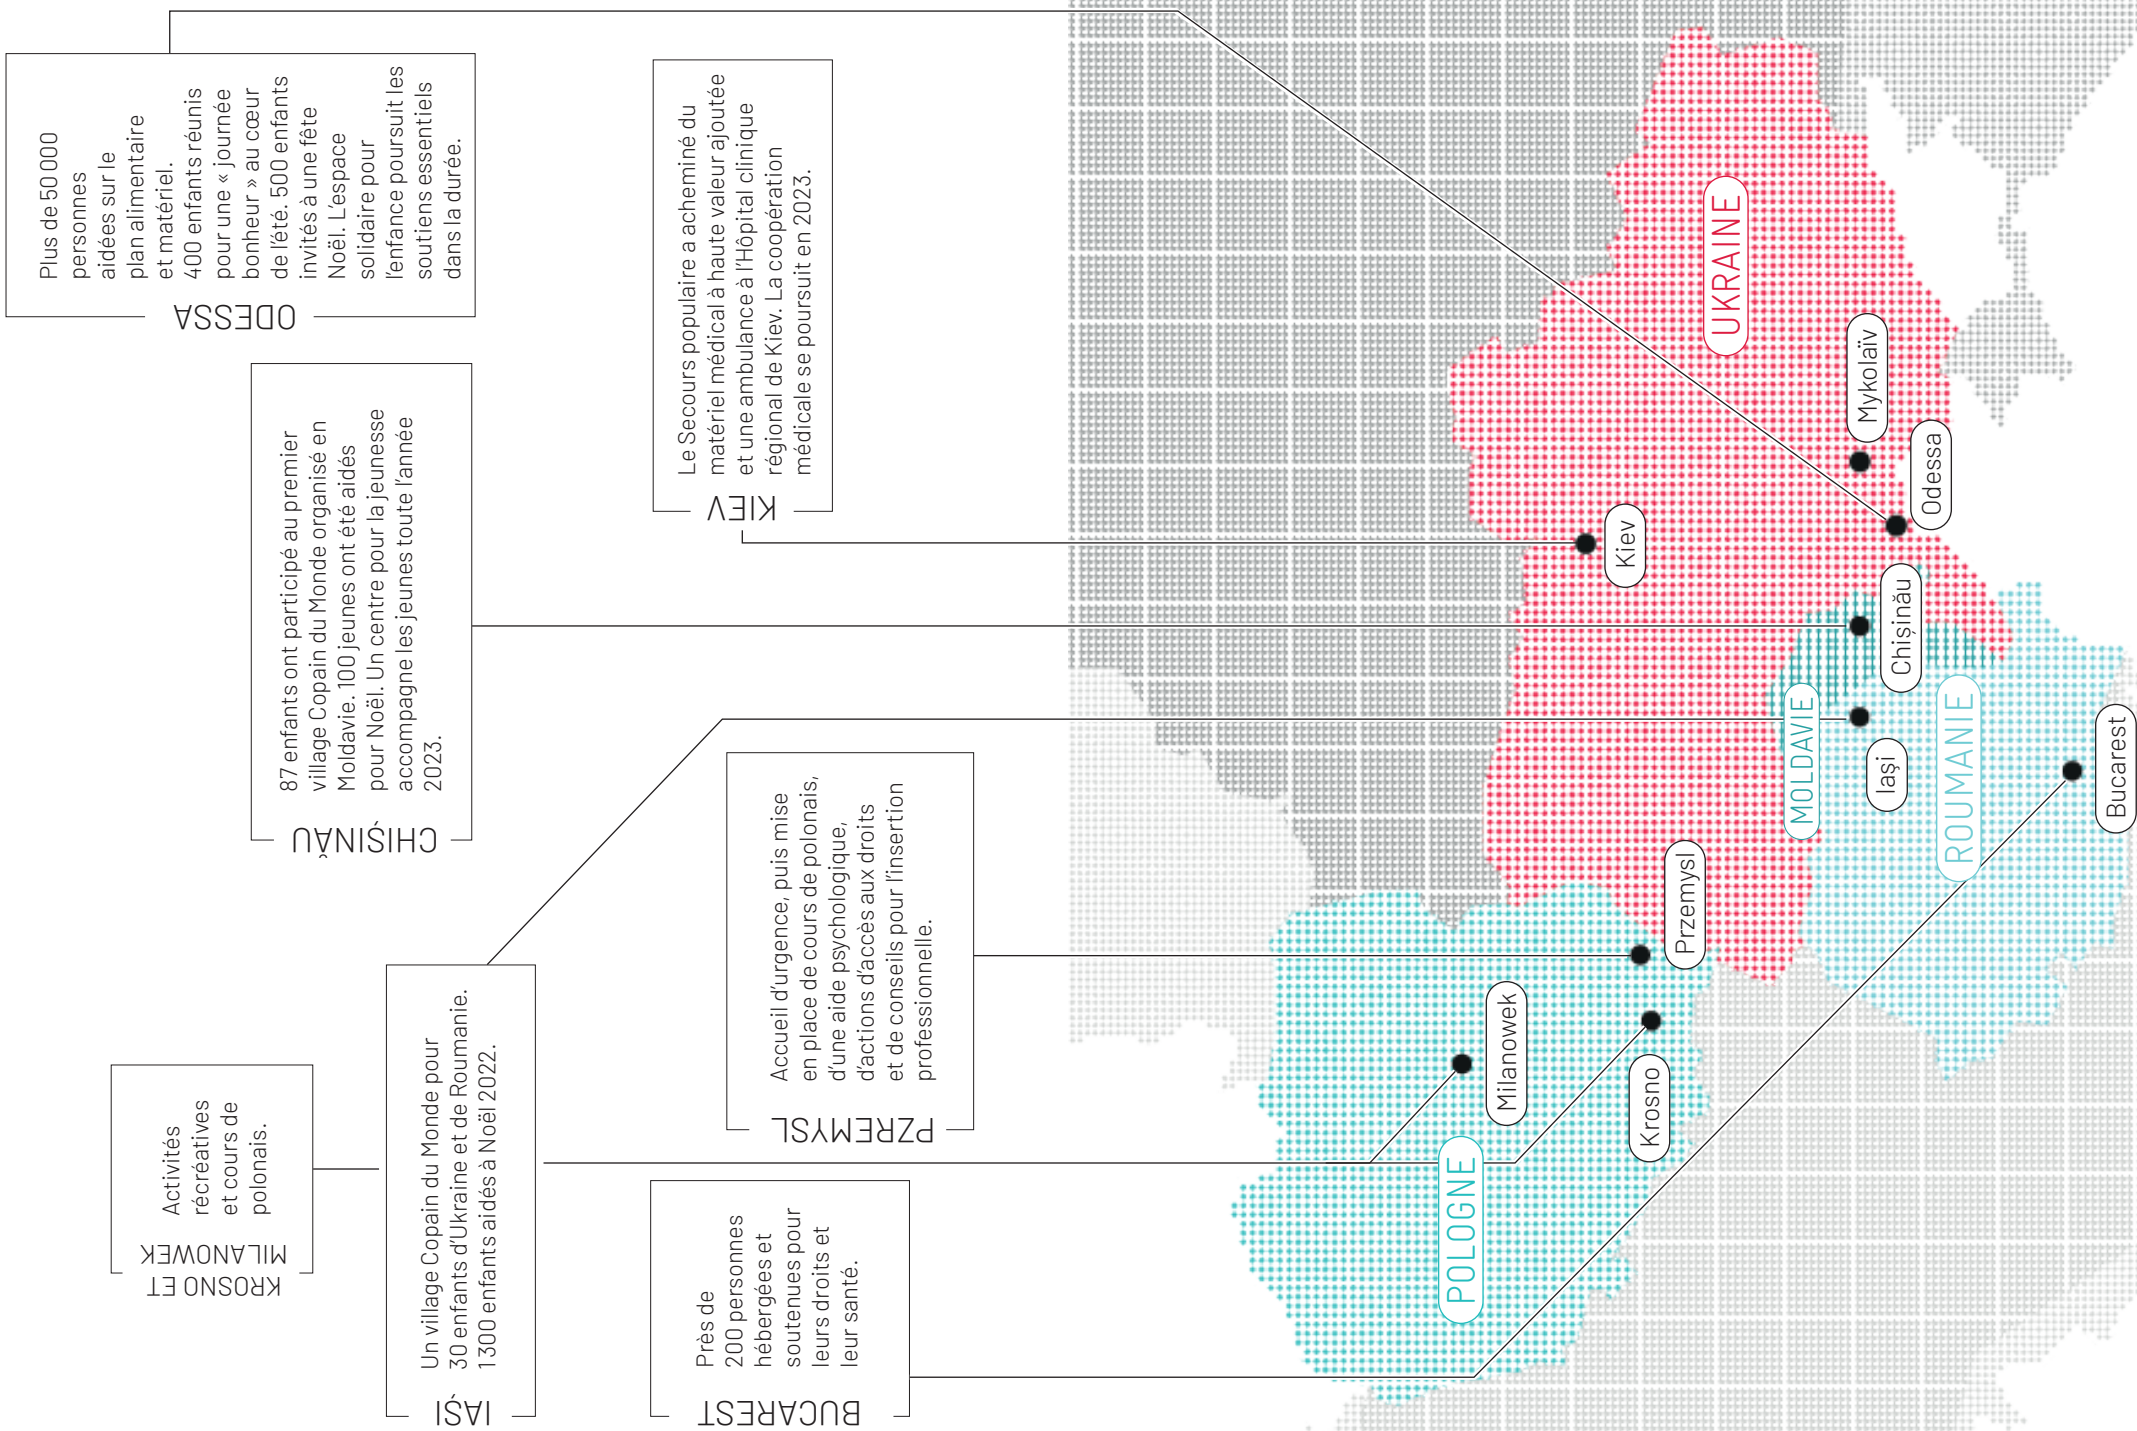 KROSNO ET
MILANOWEK
Activités
récréatives
et cours de
polonais.
IAȘI
Un village Copain du Monde pour
30 enfants d’Ukraine et de Roumanie.
1300 enfants aidés à Noël 2022.
BUCAREST
Près de
200 personnes
hébergées et
soutenues pour
leurs droits et
leur santé.
PZREMYSL
Accueil d’urgence, puis mise
en place de cours de polonais,
d’une aide psychologique,
d’actions d’accès aux droits
et de conseils pour l’insertion
professionnelle.
CHIȘINĂU
87 enfants ont participé au premier
village Copain du Monde organisé en
Moldavie. 100 jeunes ont été aidés
pour Noël. Un centre pour la jeunesse
accompagne les jeunes toute l’année
2023.
KIEV
Le Secours populaire a acheminé du
matériel médical à haute valeur ajoutée
et une ambulance à l’Hôpital clinique
régional de Kiev. La coopération
médicale se poursuit en 2023.
ODESSA
Plus de 50 000
personnes
aidées sur le
plan alimentaire
et matériel.
400 enfants réunis
pour une « journée
bonheur » au cœur
de l’été. 500 enfants
invités à une fête
Noël. L’espace
solidaire pour
l’enfance poursuit les
soutiens essentiels
dans la durée.
POLOGNE
Milanowek
Krosno
Przemysl
UKRAINE
Kiev
Mykolaïv
Odessa
MOLDAVIE
Chișinău
Iași
ROUMANIE
Bucarest